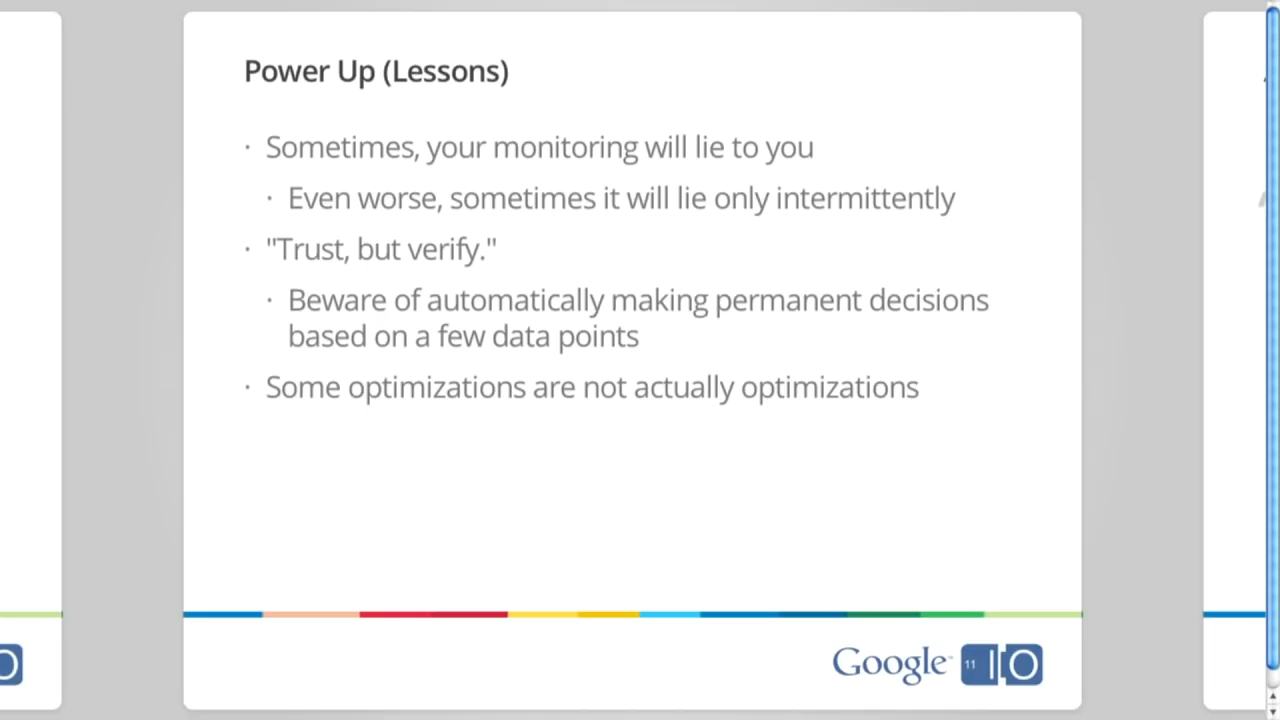 Power Up (Lessons)
· Sometimes, your monitoring will lie to you
· Even worse, sometimes it will lie only intermittently
· "Trust, but verify."
· Beware of automatically making permanent decisions
based on a few data points
· Some optimizations are not actually optimizations
Google™ 11 IO
O